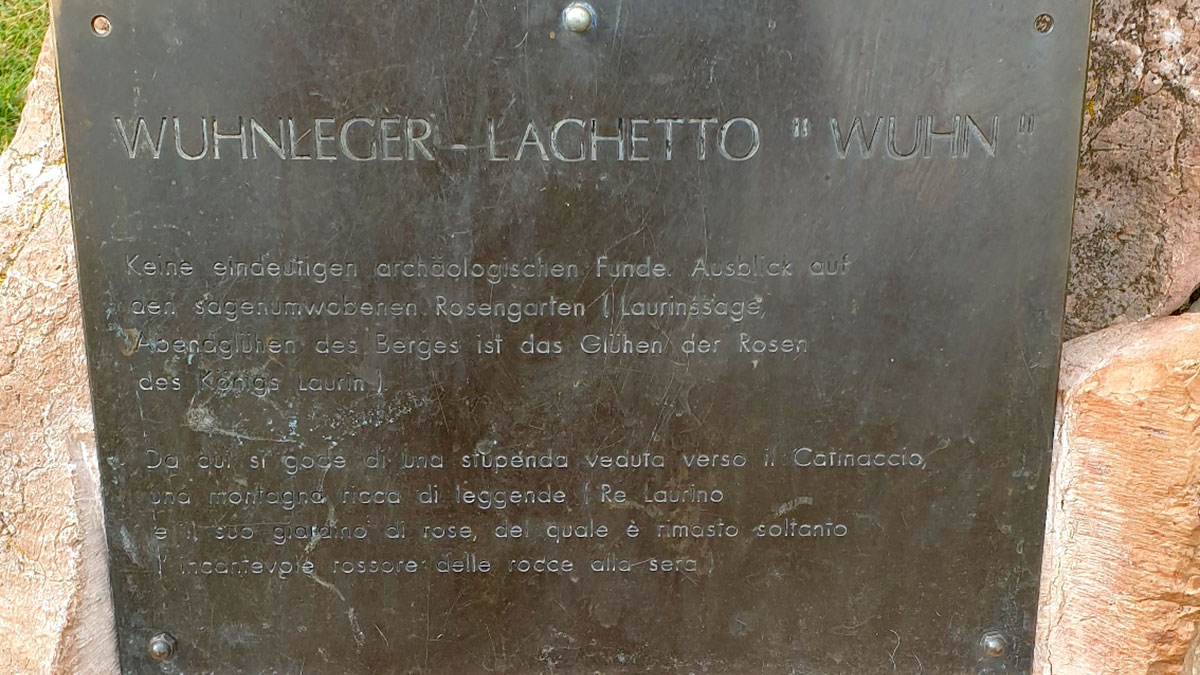 WUHNLEGER - LAGHETTO " WUHN "
Keine eindeutigen archäologischen Funde. Ausblick auf
den sagenumwobenen Rosengarten ( Laurinssage,
Abendglühen des Berges ist das Glühen der Rosen
des Königs Laurin ).
Da qui si gode di una stupenda veduta verso il Catinaccio,
una montagna ricca di leggende ( Re Laurino
e il suo giardino di rose, del quale è rimasto soltanto
l' incantevole rossore delle rocce alla sera )